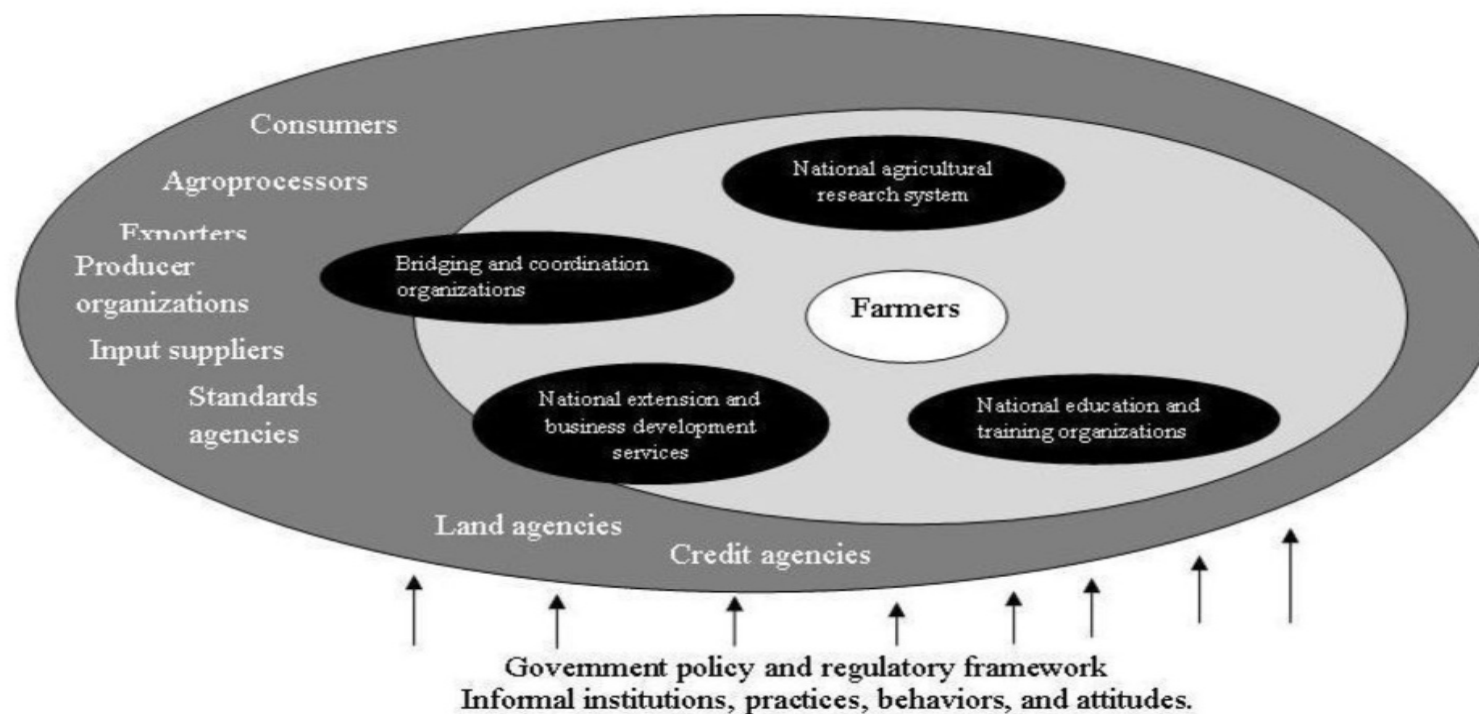 Consumers
Agroprocessors
Exporters
Producer
organizations
Input suppliers
Standards
agencies
Land agencies
Credit agencies
National agricultural
research system
Bridging and coordination
organizations
Farmers
National extension and
business development
services
National education and
training organizations
Government policy and regulatory framework
Informal institutions, practices, behaviors, and attitudes.